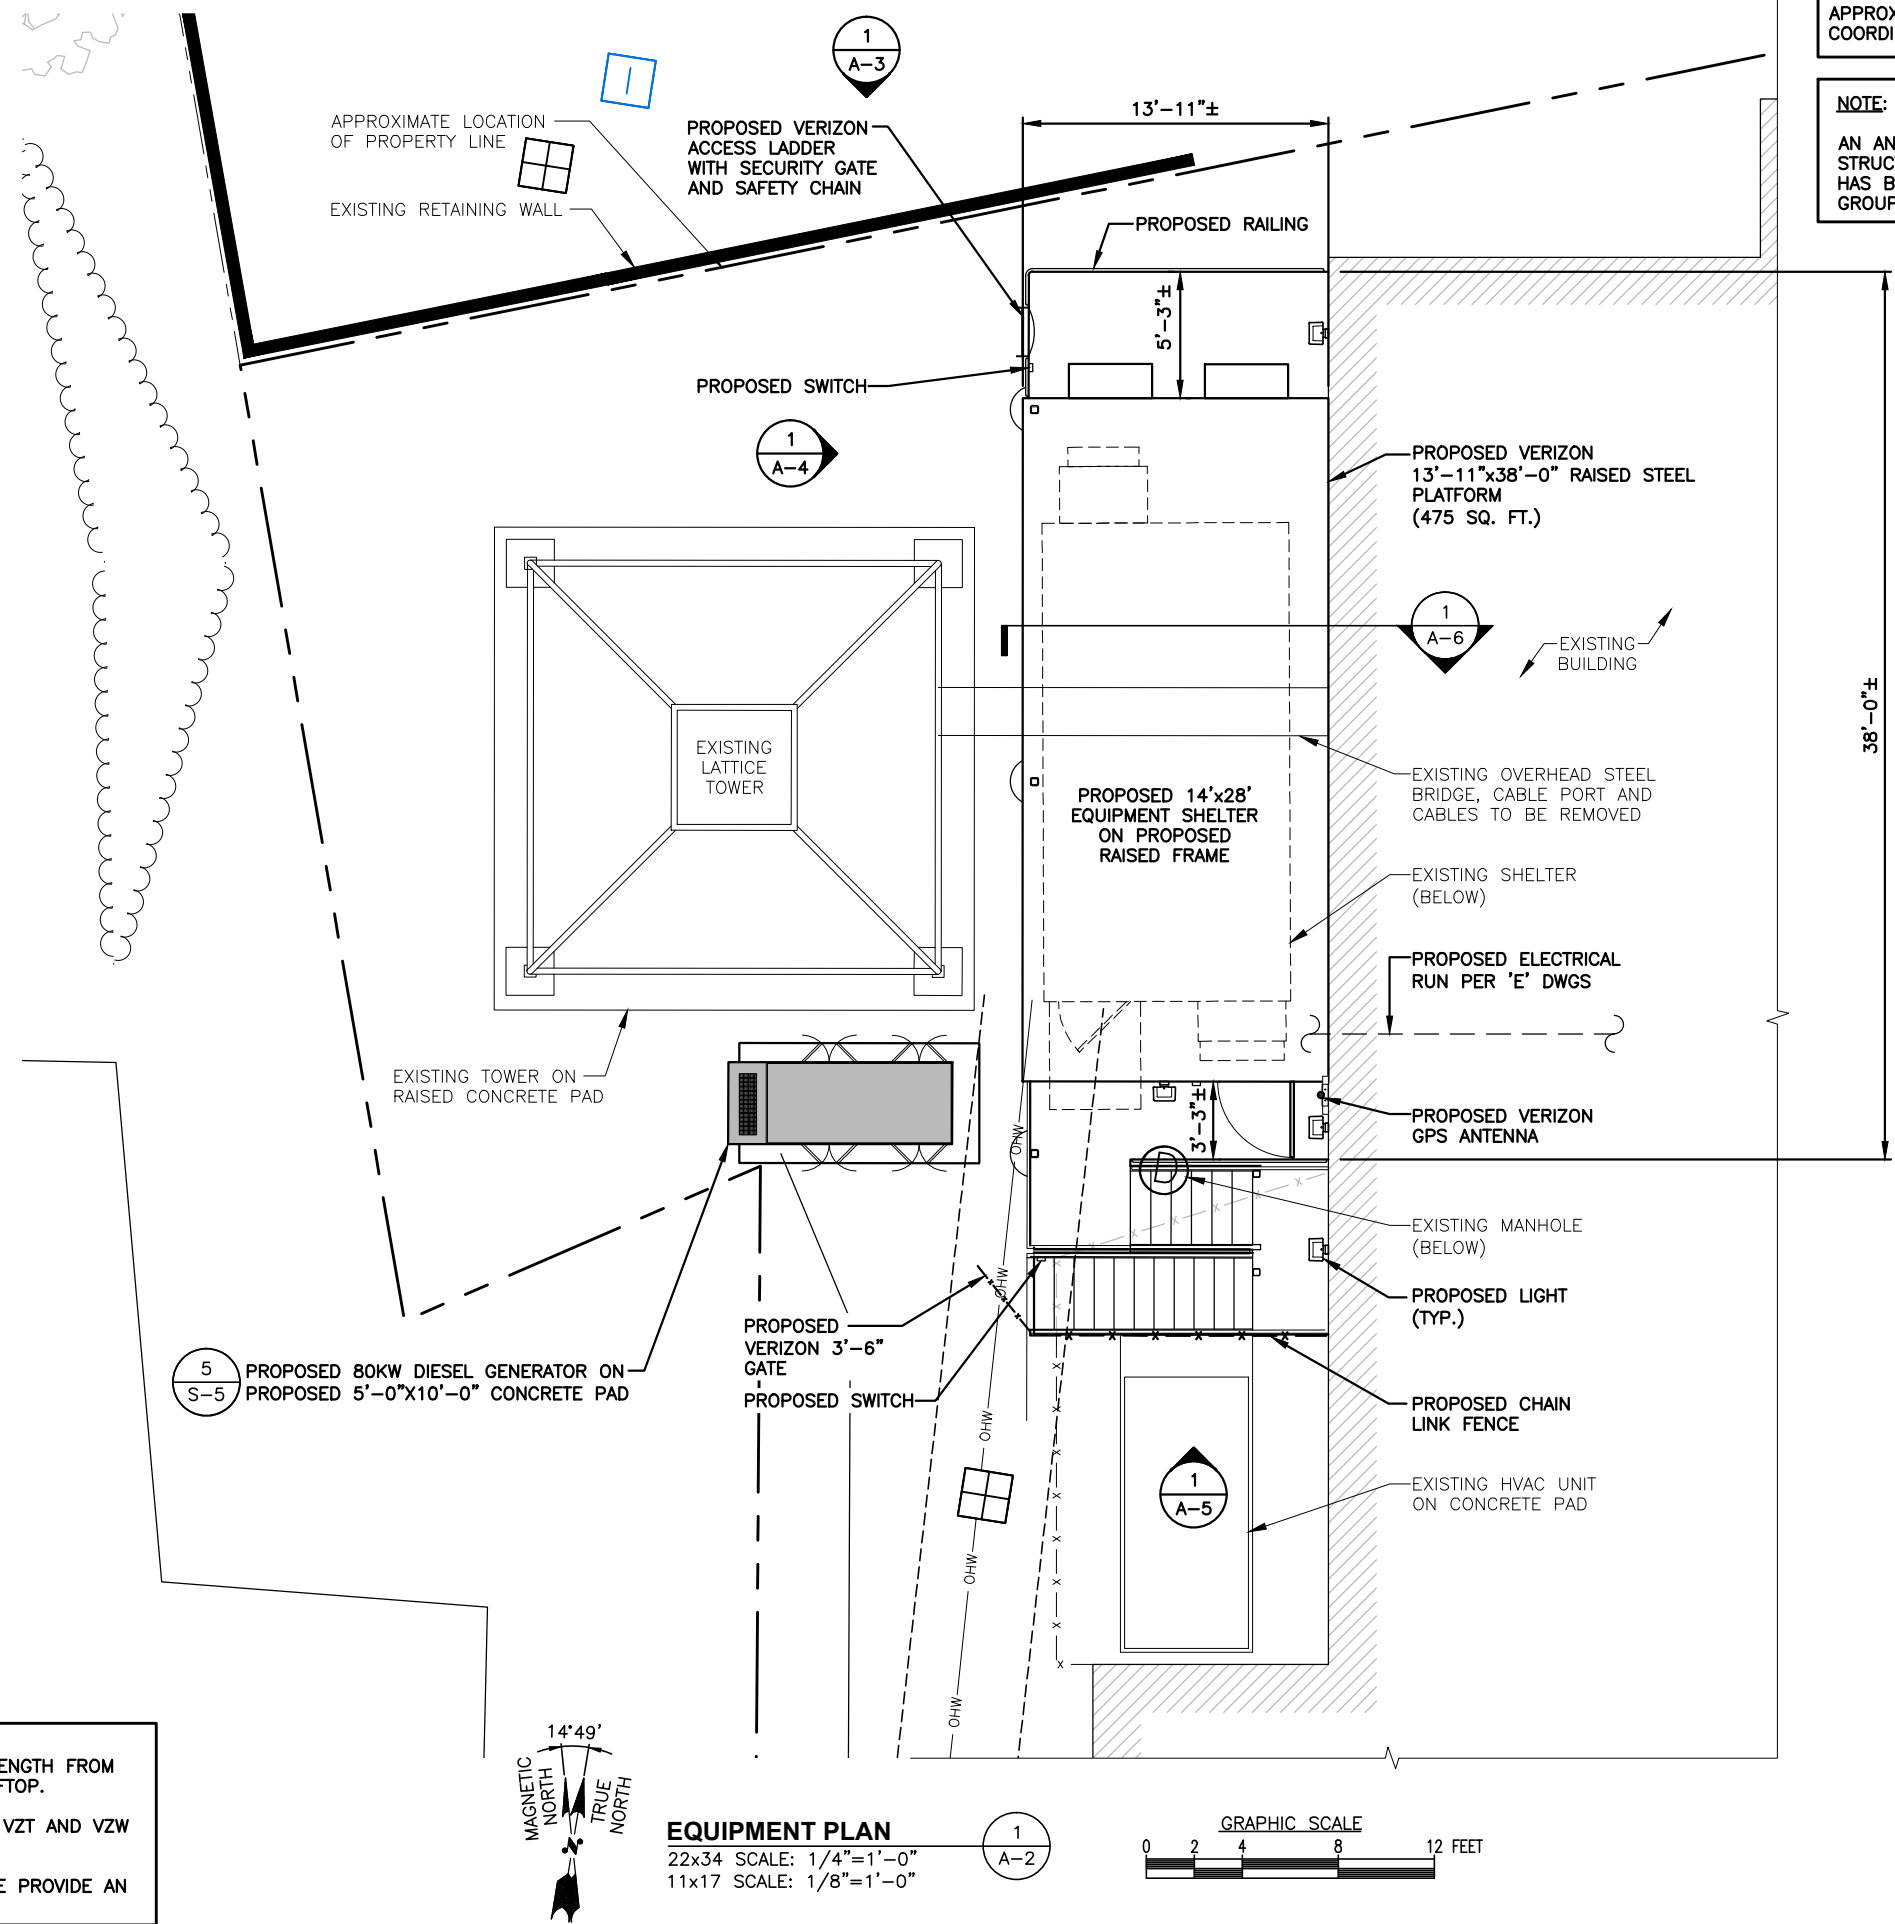 APPROX
COORDI
NOTE:
AN AN
STRUC
HAS B
GROUP
1
A-3
13'-11"±
APPROXIMATE LOCATION
OF PROPERTY LINE
PROPOSED VERIZON
ACCESS LADDER
WITH SECURITY GATE
AND SAFETY CHAIN
EXISTING RETAINING WALL
PROPOSED RAILING
5'-3"±
PROPOSED SWITCH
1
A-4
PROPOSED VERIZON
13'-11"x38'-0" RAISED STEEL
PLATFORM
(475 SQ. FT.)
1
A-6
EXISTING
BUILDING
38'-0"±
EXISTING
LATTICE
TOWER
EXISTING OVERHEAD STEEL
BRIDGE, CABLE PORT AND
CABLES TO BE REMOVED
PROPOSED 14'x28'
EQUIPMENT SHELTER
ON PROPOSED
RAISED FRAME
EXISTING SHELTER
(BELOW)
PROPOSED ELECTRICAL
RUN PER 'E' DWGS
EXISTING TOWER ON
RAISED CONCRETE PAD
3'-3"±
PROPOSED VERIZON
GPS ANTENNA
OHW
D
EXISTING MANHOLE
(BELOW)
OHW
PROPOSED LIGHT
(TYP.)
PROPOSED
VERIZON 3'-6"
GATE
5
S-5
PROPOSED 80KW DIESEL GENERATOR ON
PROPOSED 5'-0"X10'-0" CONCRETE PAD
PROPOSED SWITCH
PROPOSED CHAIN
LINK FENCE
OHW
1
A-5
EXISTING HVAC UNIT
ON CONCRETE PAD
OHW
OHW
ENGTH FROM
FTOP.
VZT AND VZW
E PROVIDE AN
14°49'
MAGNETIC
NORTH
TRUE
NORTH
N
EQUIPMENT PLAN
22x34 SCALE: 1/4"=1'-0"
11x17 SCALE: 1/8"=1'-0"
1
A-2
GRAPHIC SCALE
0 2 4 8 12 FEET